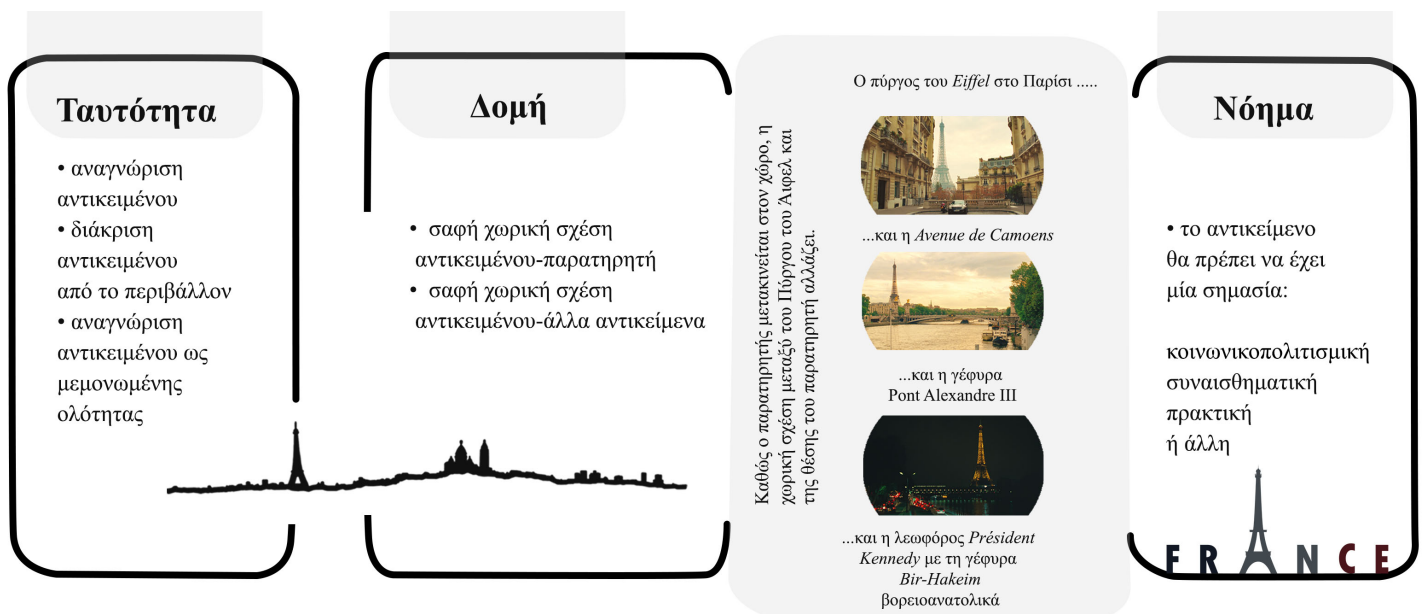 Ταυτότητα
• αναγνώριση
αντικειμένου
• διάκριση
αντικειμένου
από το περιβάλλον
• αναγνώριση
αντικειμένου ως
μεμονωμένης
ολότητας
Δομή
• σαφή χωρική σχέση
αντικειμένου-παρατηρητή
• σαφή χωρική σχέση
αντικειμένου-άλλα αντικείμενα
Καθώς ο παρατηρητής μετακινείται στον χώρο, η
χωρική σχέση μεταξύ του Πύργου του Άιφελ και
της θέσης του παρατηρητή αλλάζει.
Ο πύργος του Eiffel στο Παρίσι .....
...και η Avenue de Camoens
...και η γέφυρα
Pont Alexandre III
...και η λεωφόρος Président
Kennedy με τη γέφυρα
Bir-Hakeim
βορειοανατολικά
Νόημα
• το αντικείμενο
θα πρέπει να έχει
μία σημασία:
κοινωνικοπολιτισμική
συναισθηματική
πρακτική
ή άλλη
FRANCE